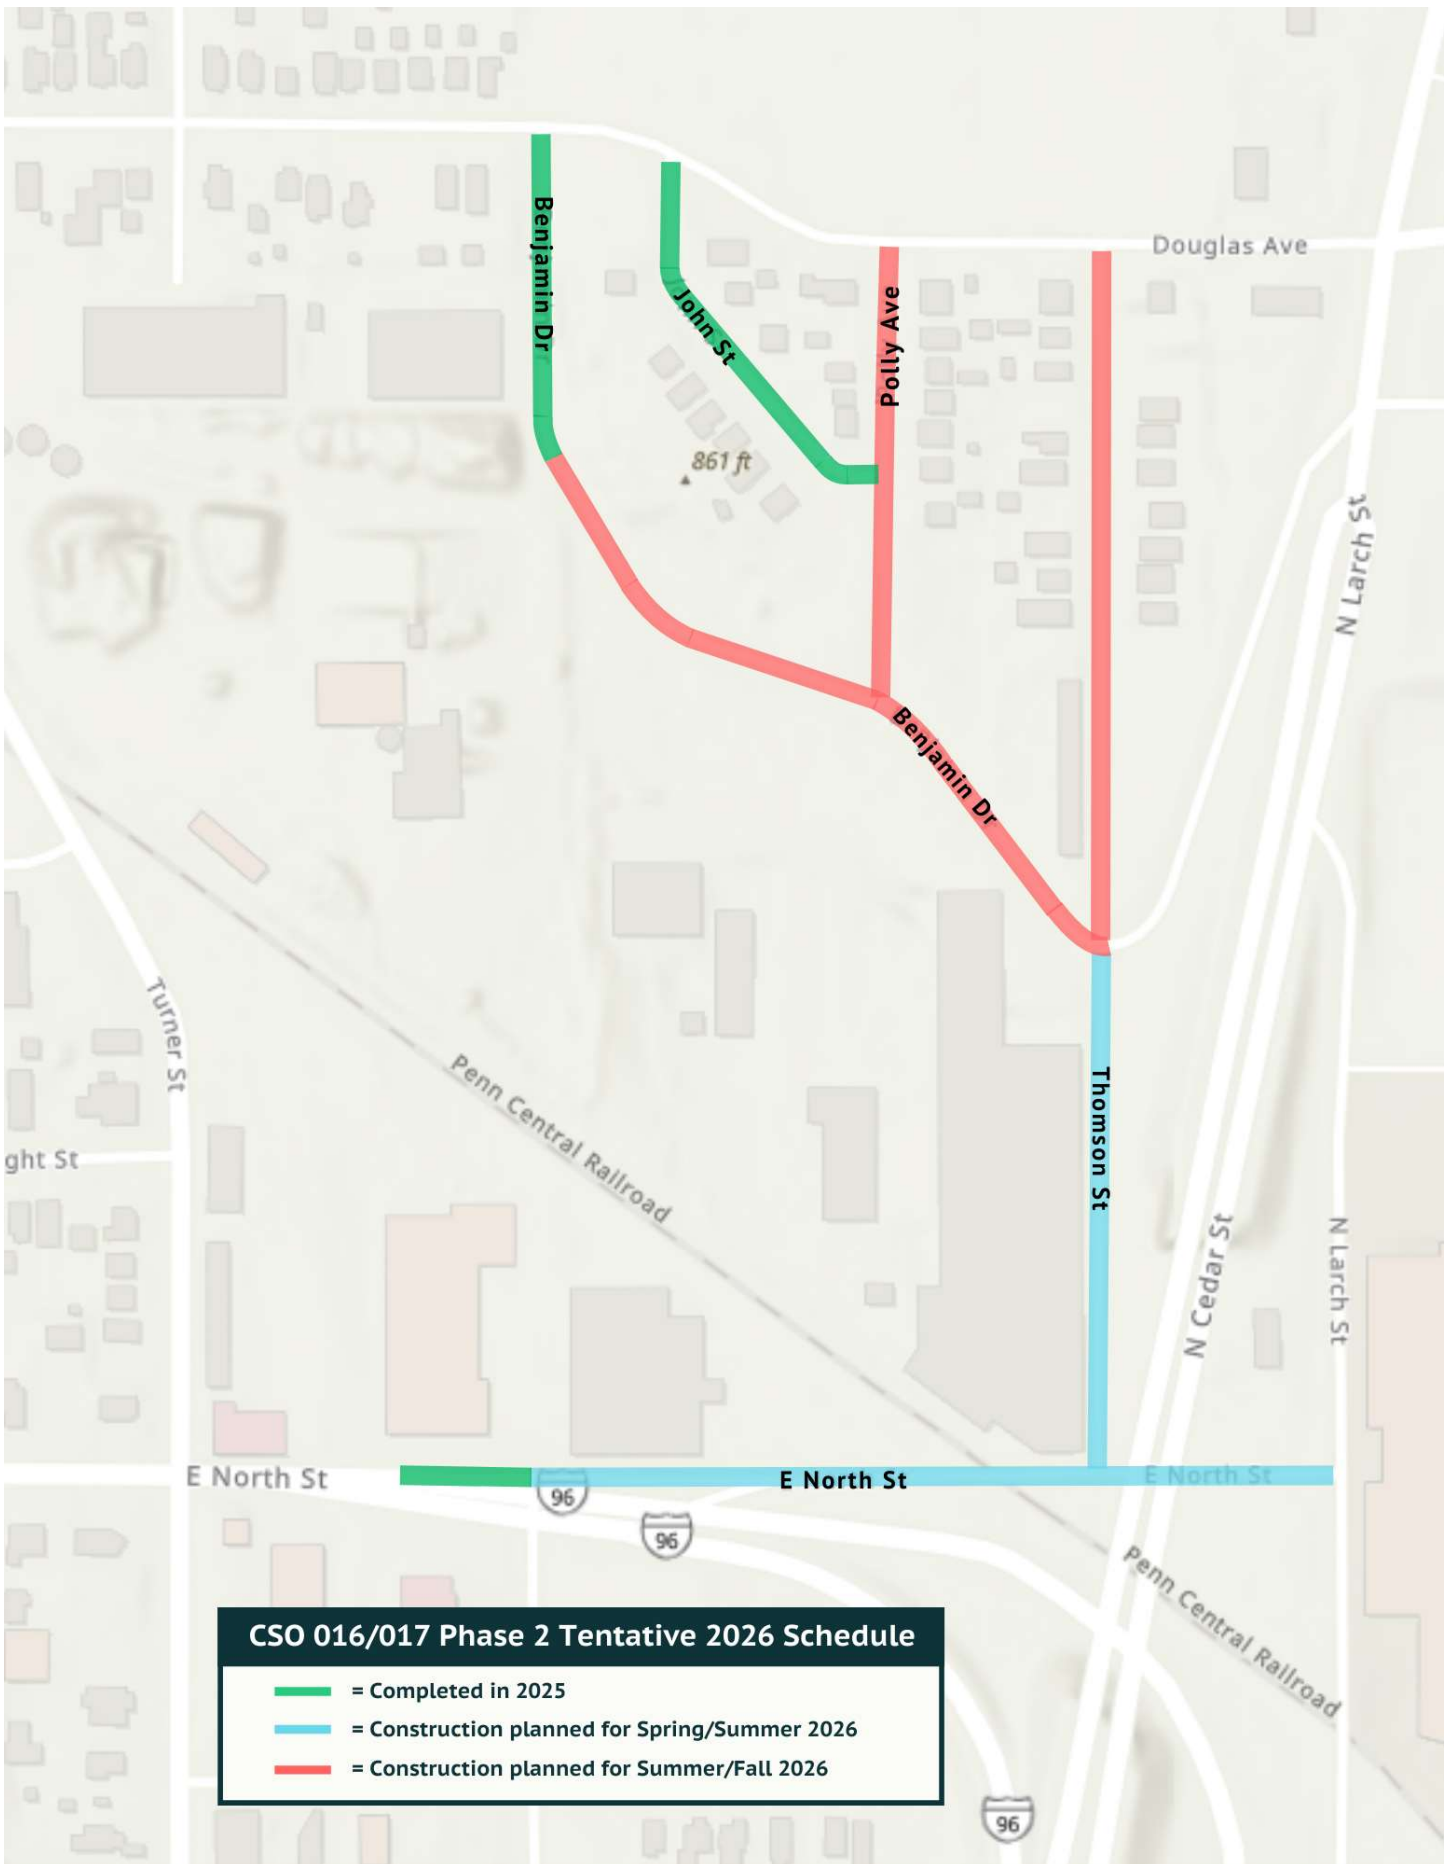 Benjamin Dr
John St
Polly Ave
Douglas Ave
861 ft
N Larch St
Benjamin Dr
Turner St
Penn Central Railroad
Thomson St
ght St
N Cedar St
N Larch St
E North St
96
E North St
E North St
96
Penn Central Railroad
CSO 016/017 Phase 2 Tentative 2026 Schedule
= Completed in 2025
= Construction planned for Spring/Summer 2026
= Construction planned for Summer/Fall 2026
96